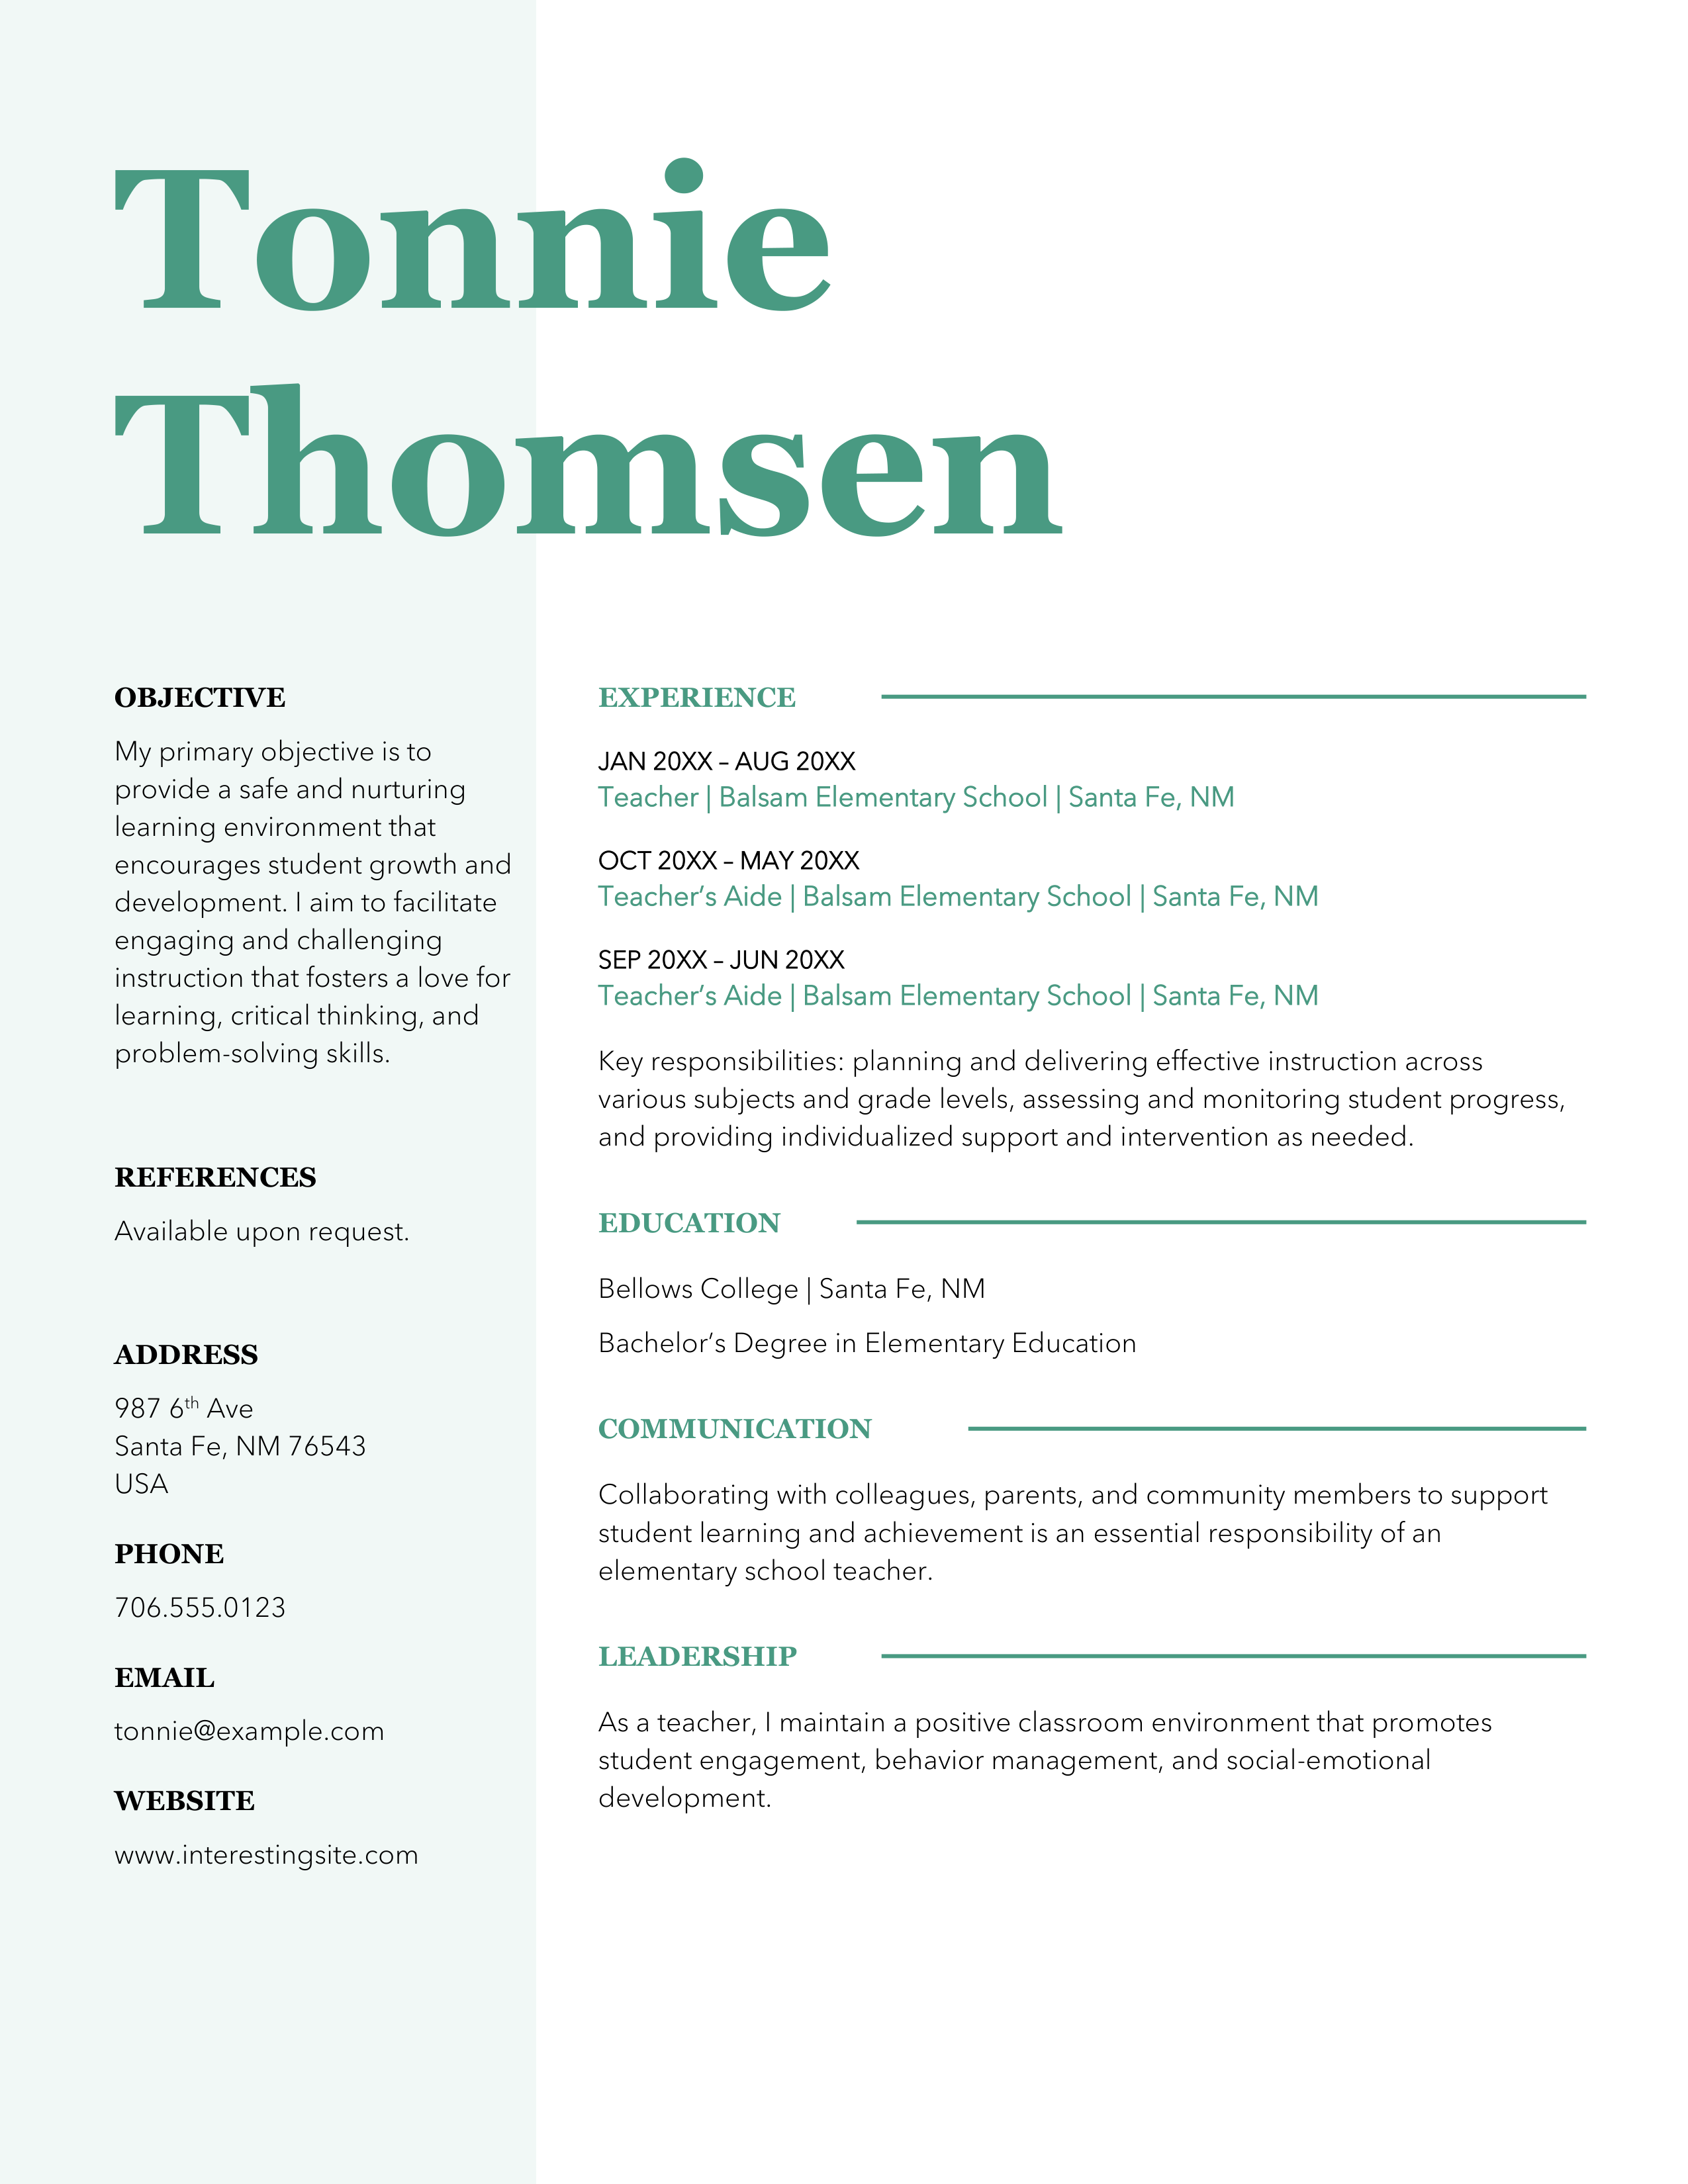 Tonnie
Thomsen
OBJECTIVE
My primary objective is to
provide a safe and nurturing
learning environment that
encourages student growth and
development. I aim to facilitate
engaging and challenging
instruction that fosters a love for
learning, critical thinking, and
problem-solving skills.
REFERENCES
Available upon request.
ADDRESS
987 6th Ave
Santa Fe, NM 76543
USA
PHONE
706.555.0123
EMAIL
tonnie@example.com
WEBSITE
www.interestingsite.com
EXPERIENCE
JAN 20XX – AUG 20XX
Teacher | Balsam Elementary School | Santa Fe, NM
OCT 20XX – MAY 20XX
Teacher’s Aide | Balsam Elementary School | Santa Fe, NM
SEP 20XX – JUN 20XX
Teacher’s Aide | Balsam Elementary School | Santa Fe, NM
Key responsibilities: planning and delivering effective instruction across
various subjects and grade levels, assessing and monitoring student progress,
and providing individualized support and intervention as needed.
EDUCATION
Bellows College | Santa Fe, NM
Bachelor’s Degree in Elementary Education
COMMUNICATION
Collaborating with colleagues, parents, and community members to support
student learning and achievement is an essential responsibility of an
elementary school teacher.
LEADERSHIP
As a teacher, I maintain a positive classroom environment that promotes
student engagement, behavior management, and social-emotional
development.